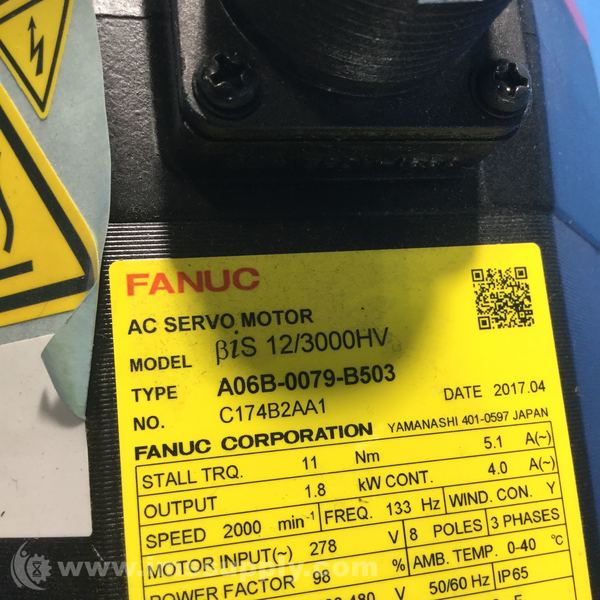 FANUC
AC SERVO MOTOR
MODEL βiS 12/3000HV
TYPE A06B-0079-B503
NO. C174B2AA1 DATE 2017.04
FANUC CORPORATION YAMANASHI 401-0597 JAPAN
STALL TRQ. 11 Nm 5.1 A(~)
OUTPUT 1.8 kW CONT. 4.0 A(~)
SPEED 2000 min⁻¹ FREQ. 133 Hz WIND. CON. Y
MOTOR INPUT(~) 278 V 8 POLES 3 PHASES
POWER FACTOR 98 % AMB. TEMP. 0-40 ℃
480 V 50/60 Hz IP65
F